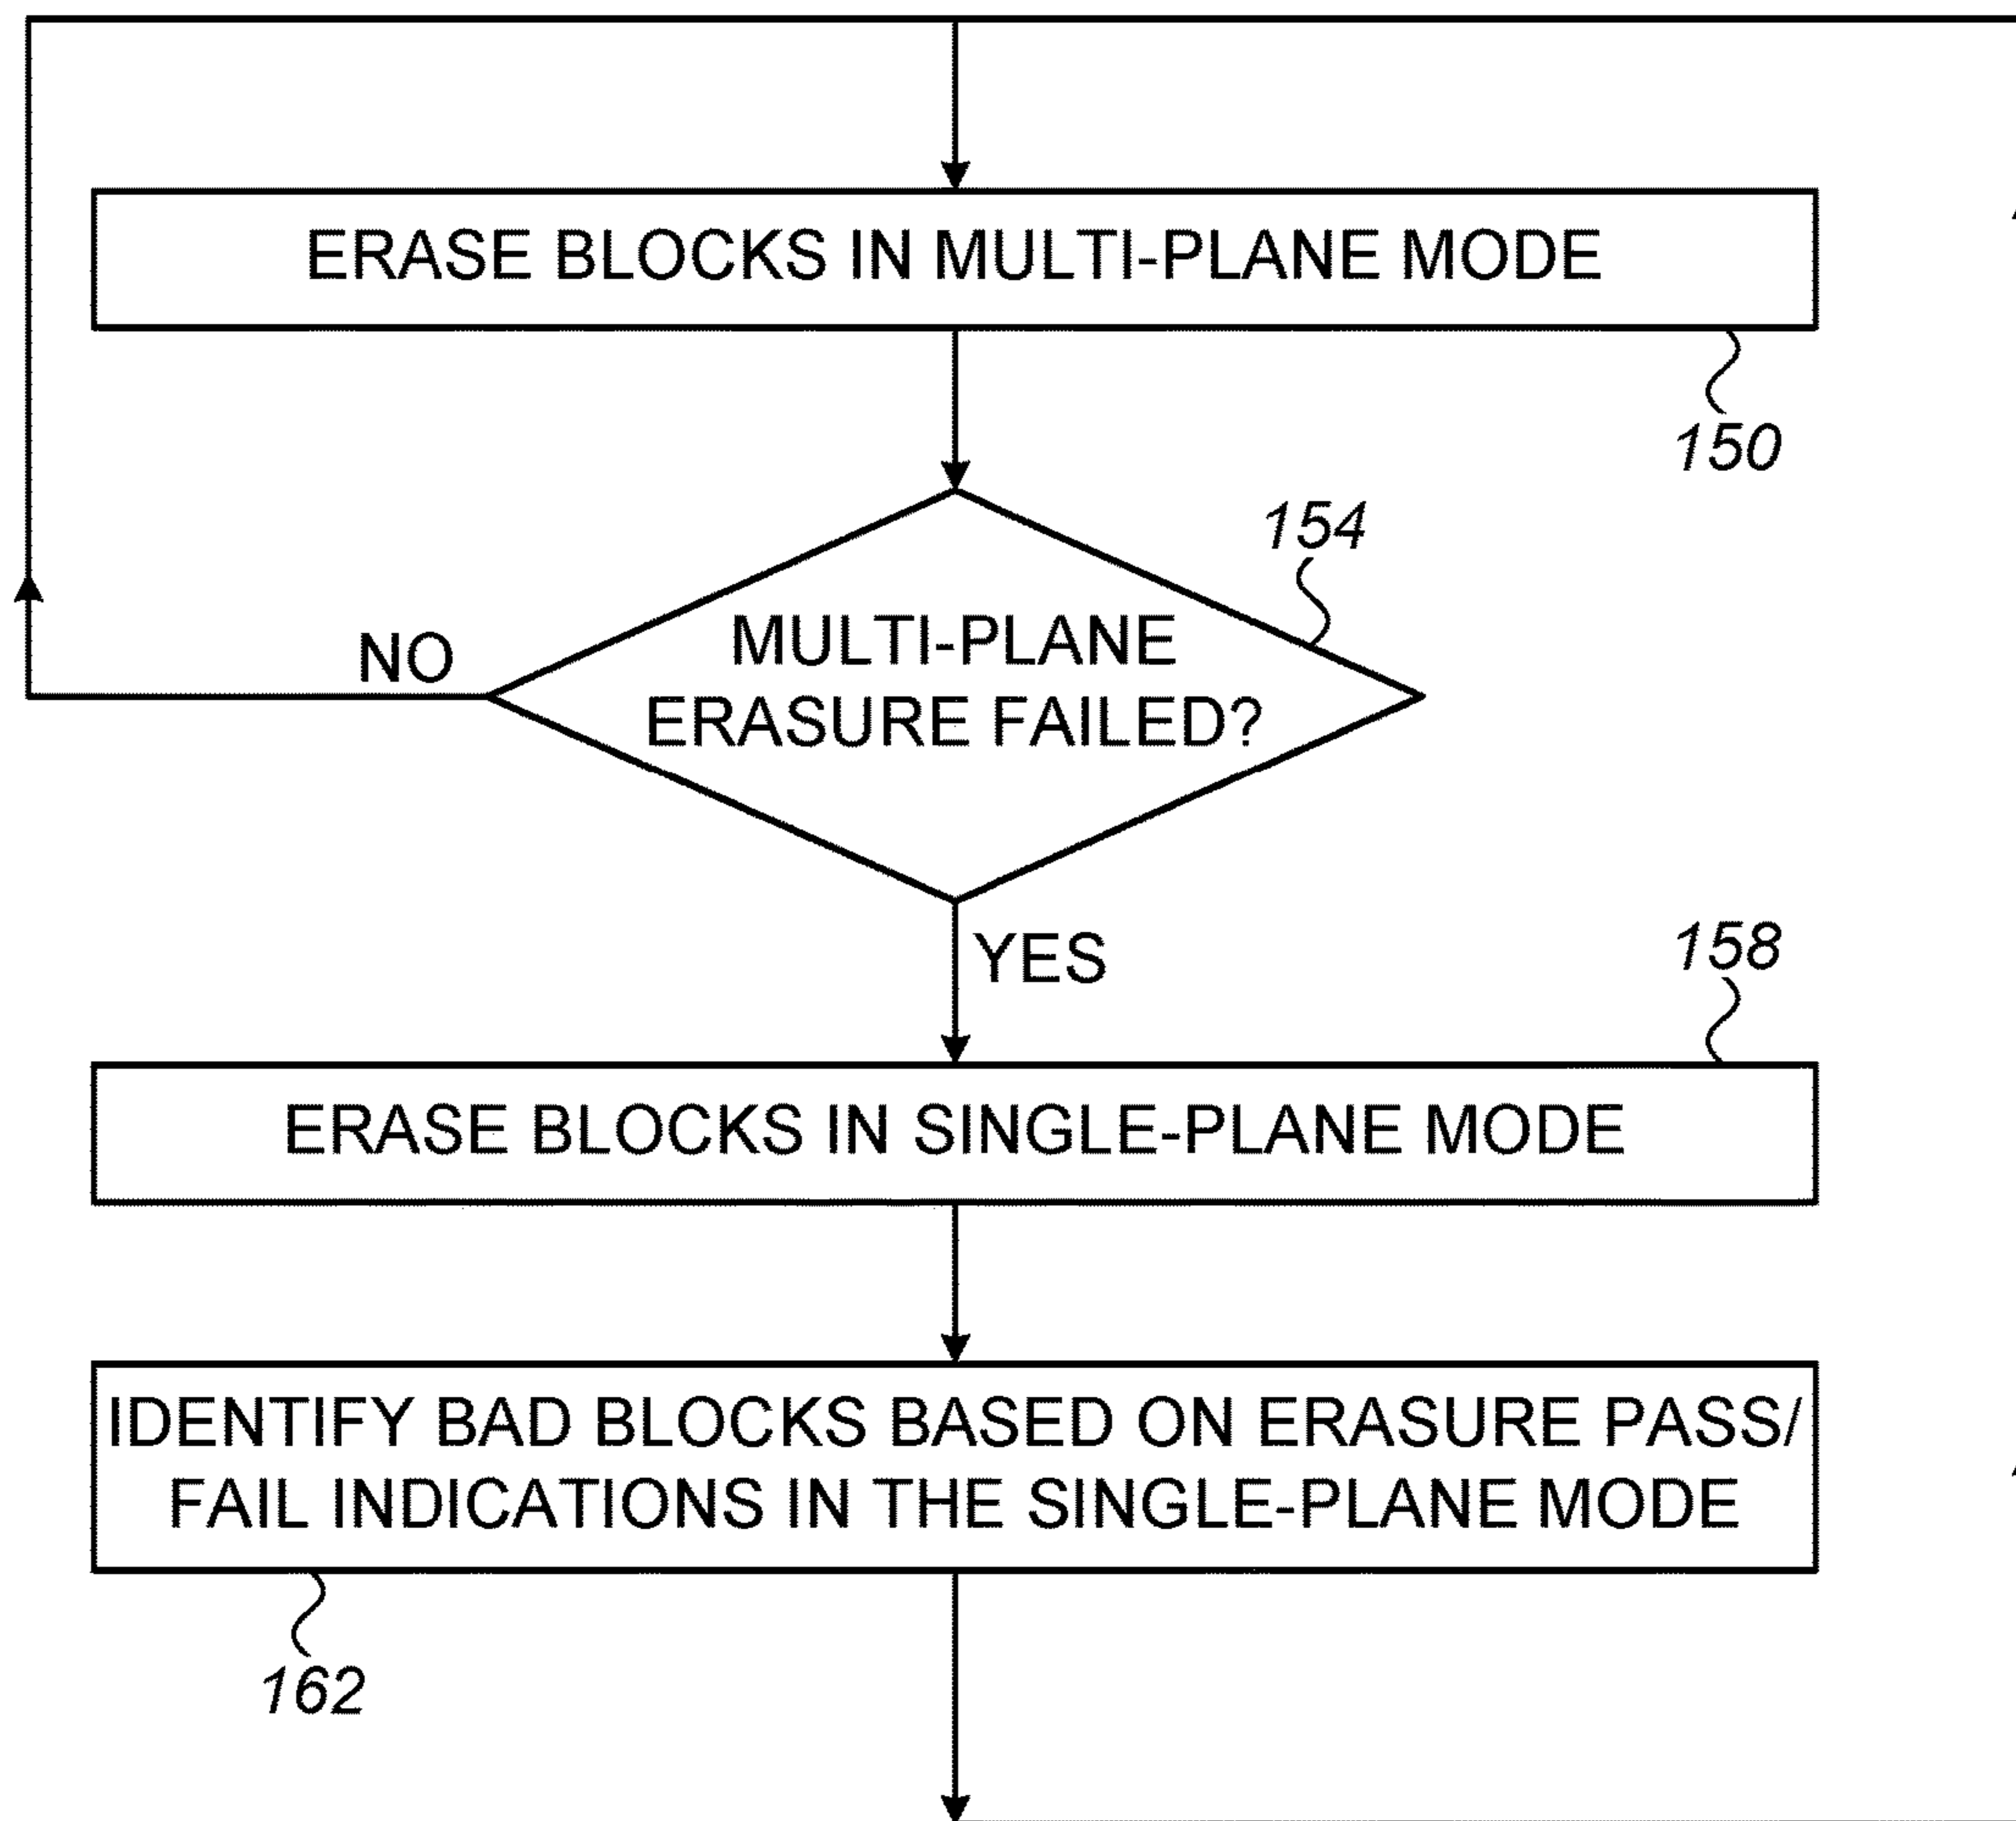 ERASE BLOCKS IN MULTI-PLANE MODE
150
154
MULTI-PLANE
ERASURE FAILED?
NO
YES
158
ERASE BLOCKS IN SINGLE-PLANE MODE
IDENTIFY BAD BLOCKS BASED ON ERASURE PASS/
FAIL INDICATIONS IN THE SINGLE-PLANE MODE
162